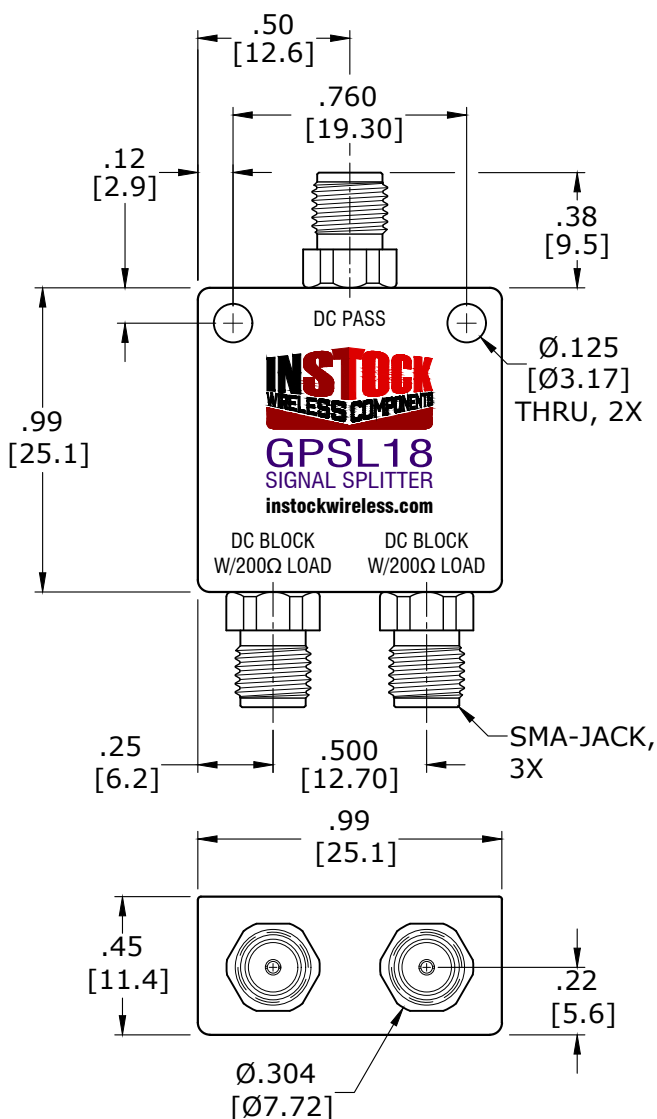 .50
[12.6]
.760
[19.30]
.12
[2.9]
.38
[9.5]
DC PASS
Ø.125
[Ø3.17]
THRU, 2X
INSTOCK
WIRELESS COMPONENTS
.99
[25.1]
GPSL18
SIGNAL SPLITTER
instockwireless.com
DC BLOCK
W/200Ω LOAD
DC BLOCK
W/200Ω LOAD
SMA-JACK,
3X
.25
[6.2]
.500
[12.70]
.99
[25.1]
.45
[11.4]
.22
[5.6]
Ø.304
[Ø7.72]